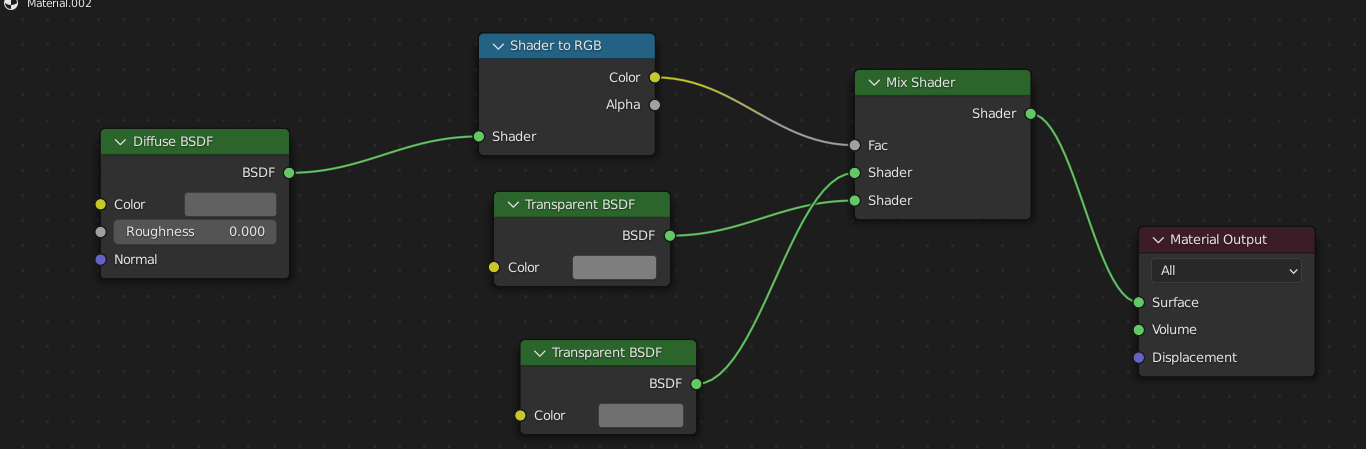 Material.002
Shader to RGB
Color
Alpha
Shader
Diffuse BSDF
BSDF
Color
Roughness 0.000
Normal
Transparent BSDF
BSDF
Color
Transparent BSDF
BSDF
Color
Mix Shader
Shader
Fac
Shader
Shader
Material Output
All
Surface
Volume
Displacement